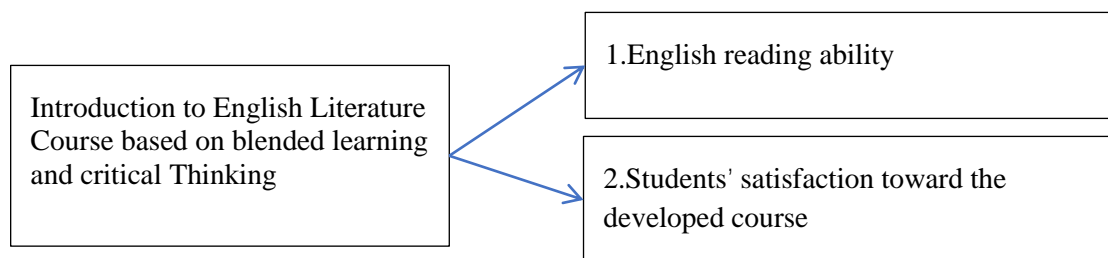 Introduction to English Literature
Course based on blended learning
and critical Thinking
1.English reading ability
2.Students' satisfaction toward the
developed course